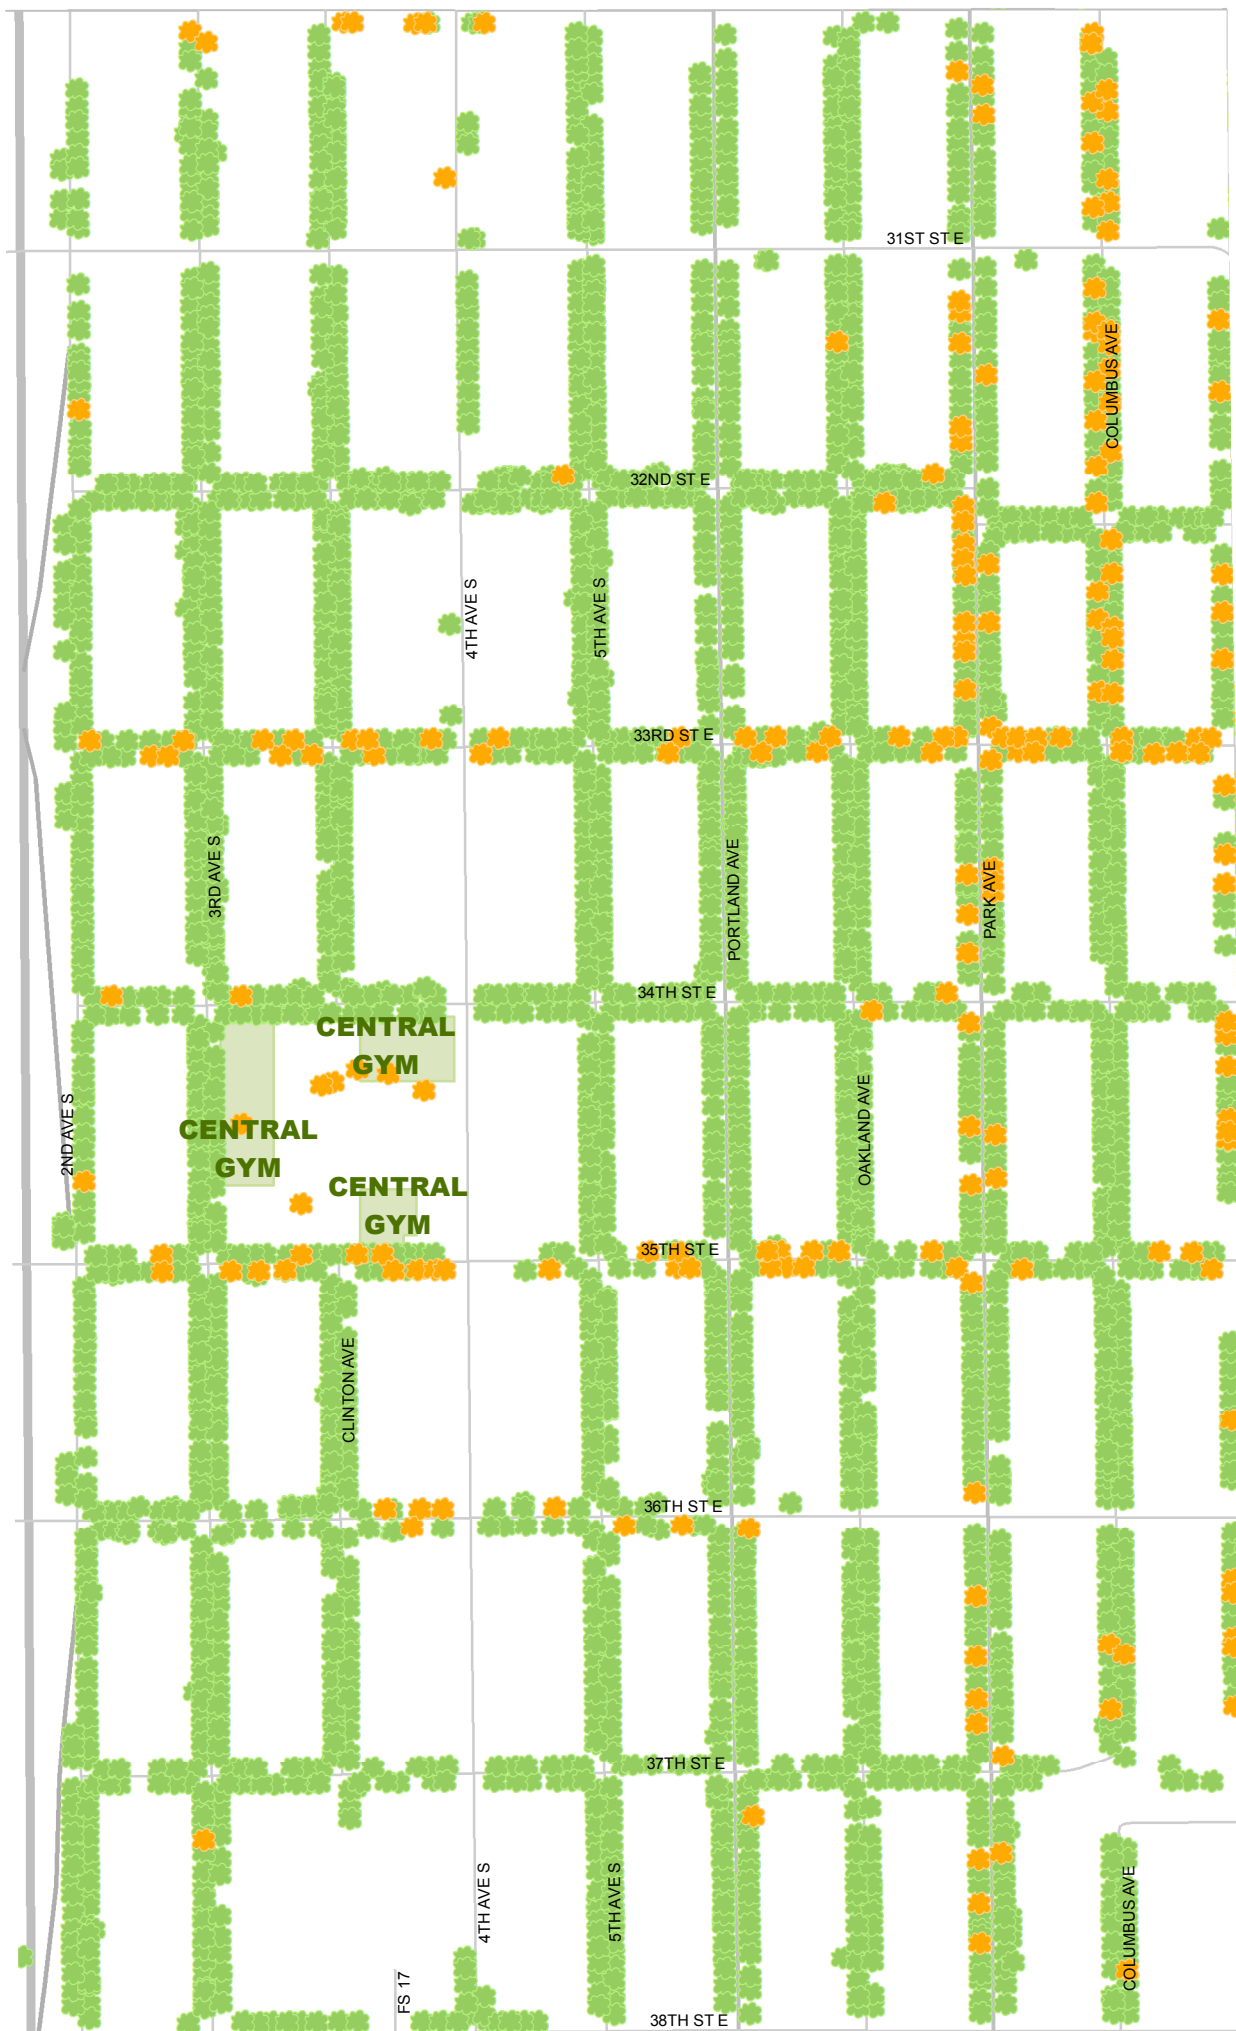 31ST ST E
COLUMBUS AVE
32ND ST E
4TH AVE S
5TH AVE S
33RD ST E
3RD AVE S
PORTLAND AVE
PARK AVE
34TH ST E
CENTRAL
GYM
2ND AVE S
CENTRAL
GYM
OAKLAND AVE
CENTRAL
GYM
35TH ST E
CLINTON AVE
36TH ST E
37TH ST E
4TH AVE S
5TH AVE S
COLUMBUS AVE
FS 17
38TH ST E